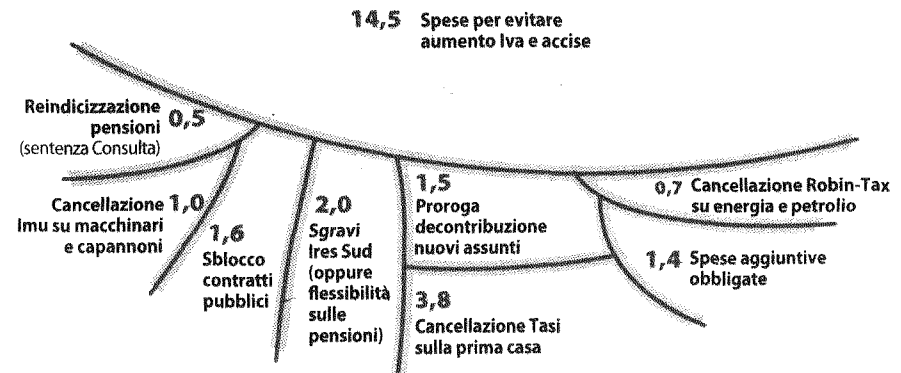 14,5 Spese per evitare
aumento Iva e accise
Reindicizzazione
pensioni 0,5
(sentenza Consulta)
Cancellazione 1,0
Imu su macchinari
e capannoni
1,6
Sblocco
contratti
pubblici
2,0
Sgravi
Ires Sud
(oppure
flessibilità
sulle
pensioni)
1,5
Proroga
decontribuzione
nuovi assunti
3,8
Cancellazione Tasi
sulla prima casa
0,7 Cancellazione Robin-Tax
su energia e petrolio
1,4 Spese aggiuntive
obbligate